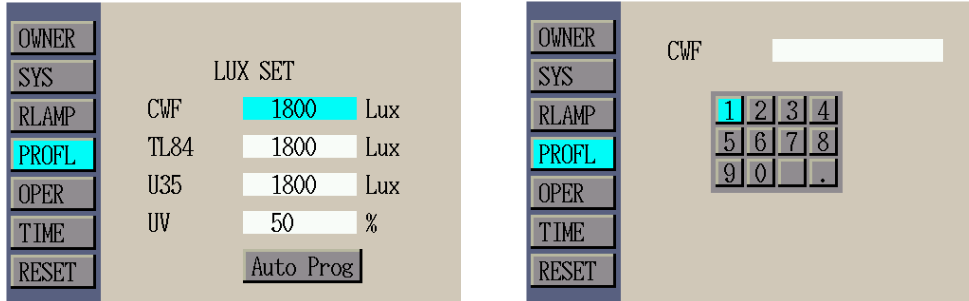 OWNER
SYS
RLAMP
PROFL
OPER
TIME
RESET
LUX SET
CWF 1800 Lux
TL84 1800 Lux
U35 1800 Lux
UV 50 %
Auto Prog
OWNER
SYS
RLAMP
PROFL
OPER
TIME
RESET
CWF
1 2 3 4
5 6 7 8
9 0 .